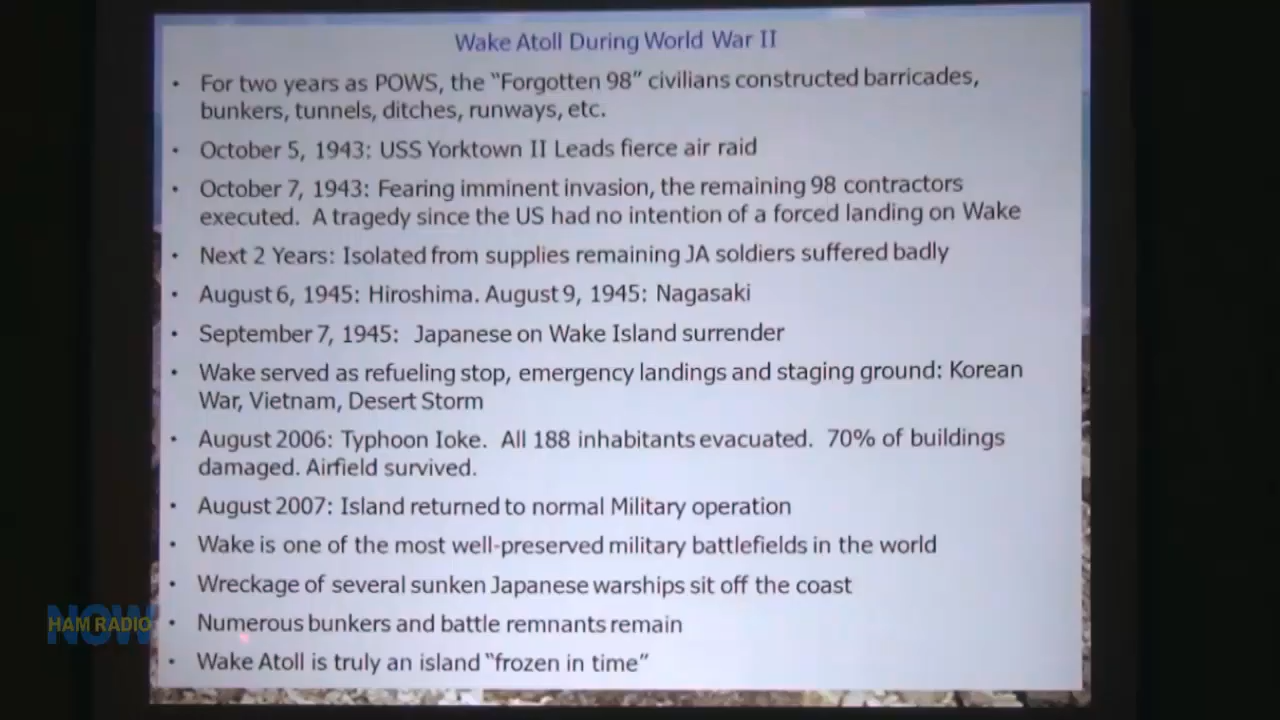 Wake Atoll During World War II
• For two years as POWS, the “Forgotten 98” civilians constructed barricades,
bunkers, tunnels, ditches, runways, etc.
• October 5, 1943: USS Yorktown II Leads fierce air raid
• October 7, 1943: Fearing imminent invasion, the remaining 98 contractors
executed. A tragedy since the US had no intention of a forced landing on Wake
• Next 2 Years: Isolated from supplies remaining JA soldiers suffered badly
• August 6, 1945: Hiroshima. August 9, 1945: Nagasaki
• September 7, 1945: Japanese on Wake Island surrender
• Wake served as refueling stop, emergency landings and staging ground: Korean
War, Vietnam, Desert Storm
• August 2006: Typhoon Ioke. All 188 inhabitants evacuated. 70% of buildings
damaged. Airfield survived.
• August 2007: Island returned to normal Military operation
• Wake is one of the most well-preserved military battlefields in the world
• Wreckage of several sunken Japanese warships sit off the coast
• Numerous bunkers and battle remnants remain
• Wake Atoll is truly an island “frozen in time”
HAM RADIO
NOW